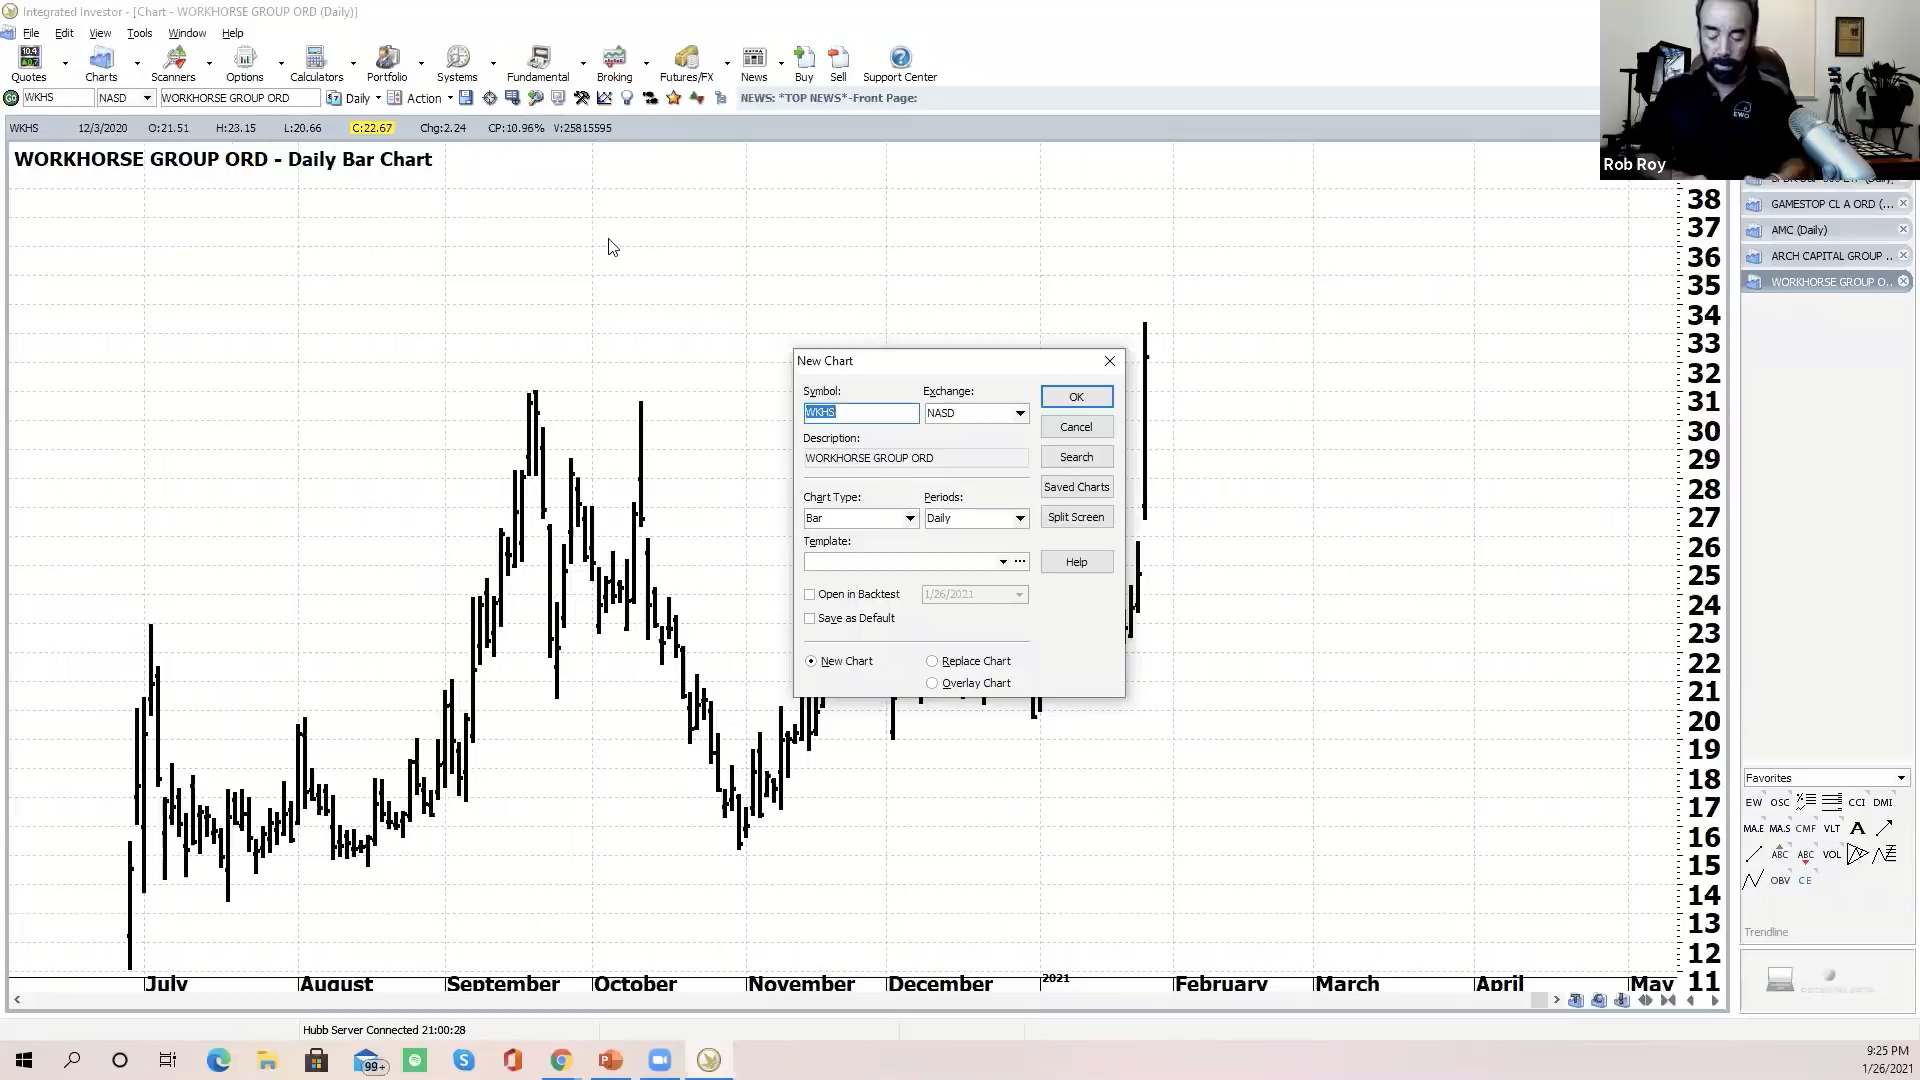 Integrated Investor - [Chart - WORKHORSE GROUP ORD (Daily)]
File Edit View Tools Window Help
Quotes Charts Scanners Options Calculators Portfolio Systems Fundamental Broking Futures/FX News Buy Sell Support Center
WKHS NASD WORKHORSE GROUP ORD Daily Action NEWS: *TOP NEWS*-Front Page:
WKHS 12/3/2020 O:21.51 H:23.15 L:20.66 C:22.67 Chg:2.24 CP:10.96% V:25815595
WORKHORSE GROUP ORD - Daily Bar Chart
EWO
Rob Roy
GAMESTOP CL A ORD (...
AMC (Daily)
ARCH CAPITAL GROUP ..
WORKHORSE GROUP O..
38
37
36
35
34
33
32
31
30
29
28
27
26
25
24
23
22
21
20
19
18
17
16
15
14
13
12
11
New Chart
Symbol: Exchange:
WKHS NASD
Description:
WORKHORSE GROUP ORD
Chart Type: Periods:
Bar Daily
Template:
Open in Backtest 1/26/2021
Save as Default
New Chart Replace Chart
Overlay Chart
OK
Cancel
Search
Saved Charts
Split Screen
Help
Favorites
EW OSC CCI DMI
MA.E MA.S CMF VLT A
ABC ABC VOL
OBV CE
Trendline
July August September October November December 2021 February March April May
Hubb Server Connected 21:00:28
99+
9:25 PM
1/26/2021